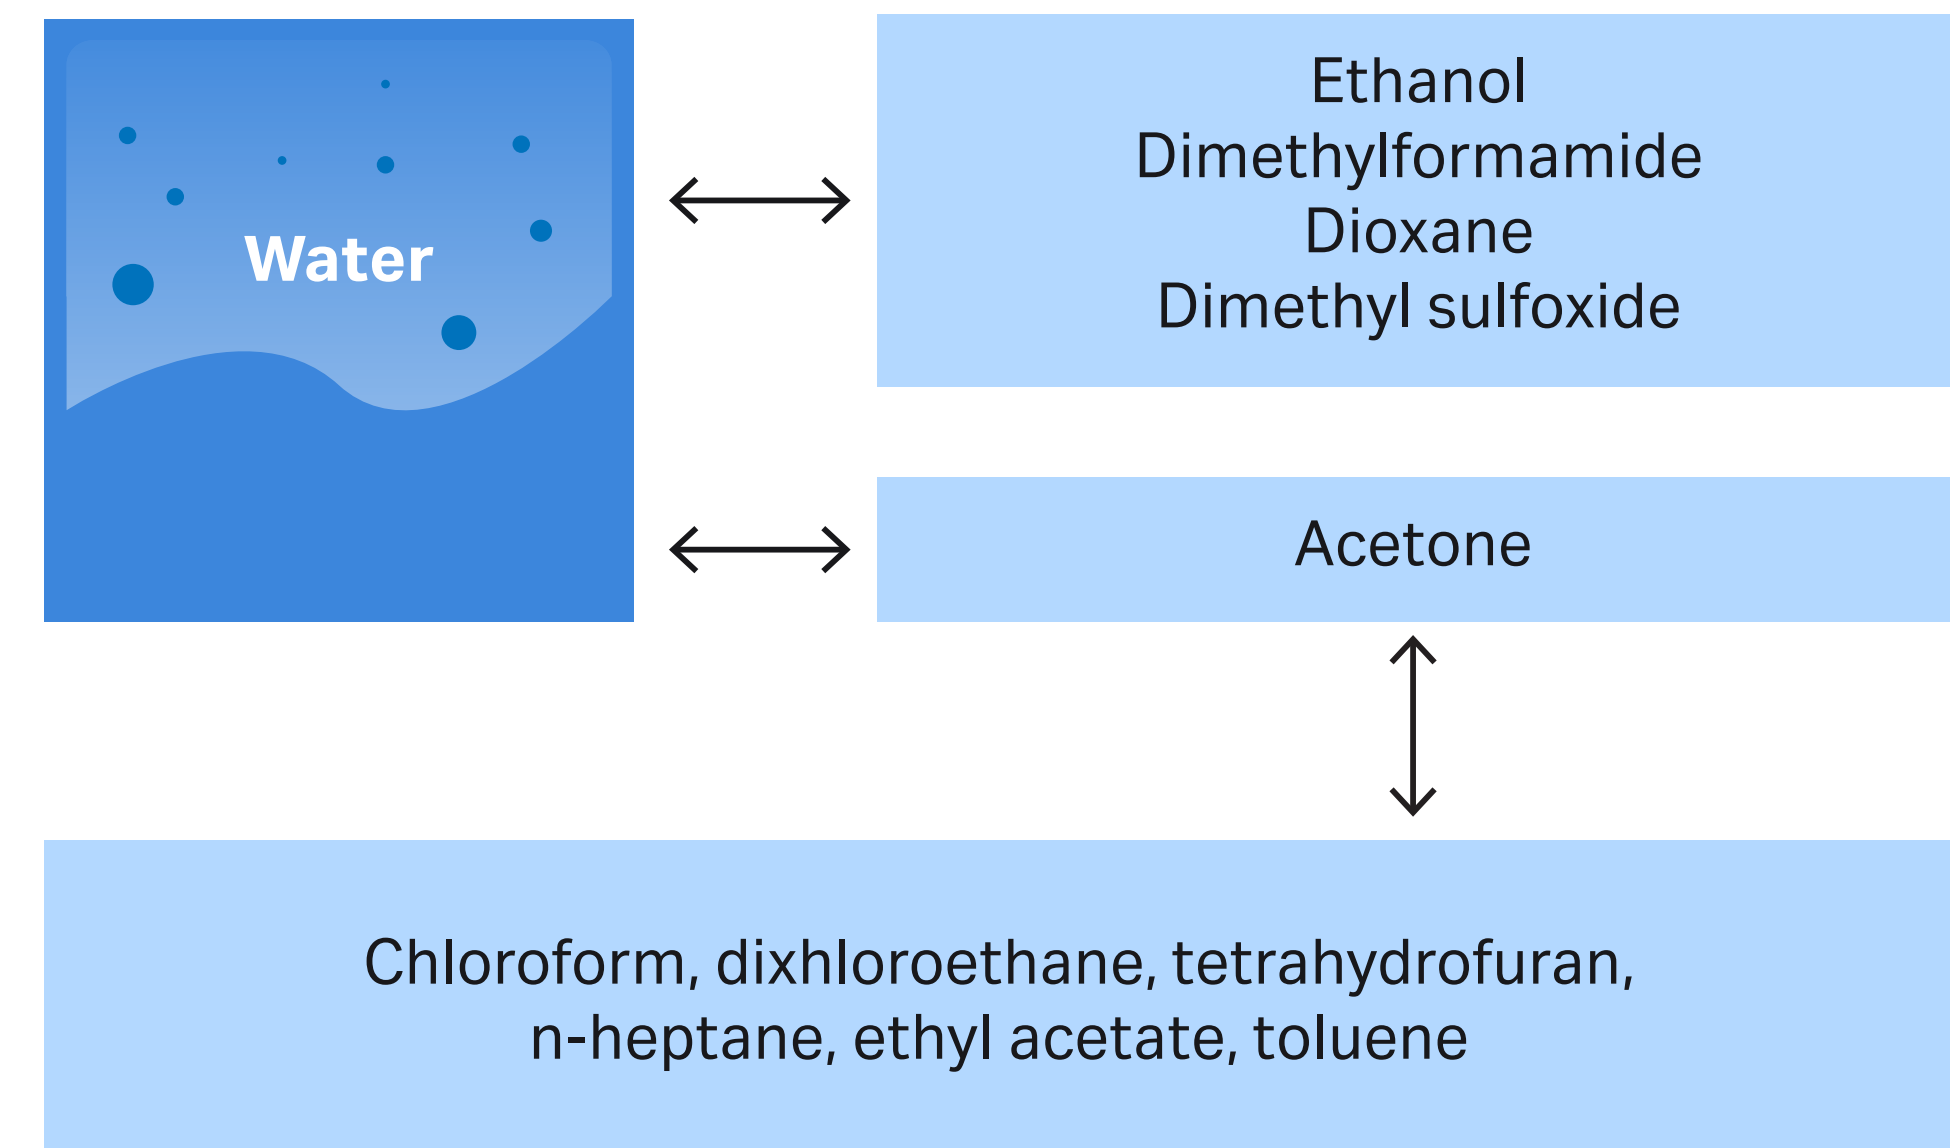 Water
Ethanol
Dimethylformamide
Dioxane
Dimethyl sulfoxide
Acetone
Chloroform, dixhloroethane, tetrahydrofuran,
n-heptane, ethyl acetate, toluene